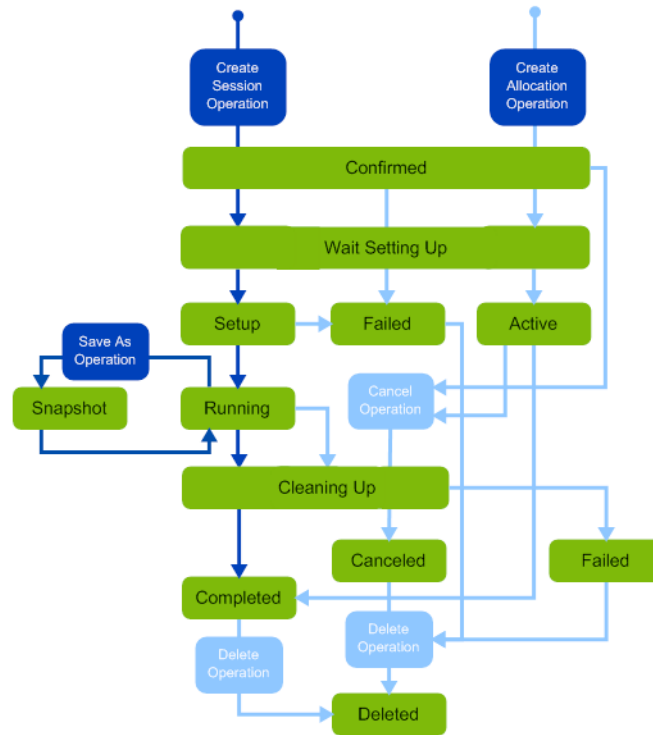 Create
Session
Operation
Create
Allocation
Operation
Confirmed
Wait Setting Up
Setup
Failed
Active
Save As
Operation
Cancel
Operation
Snapshot
Running
Cleaning Up
Canceled
Failed
Completed
Delete
Operation
Delete
Operation
Deleted